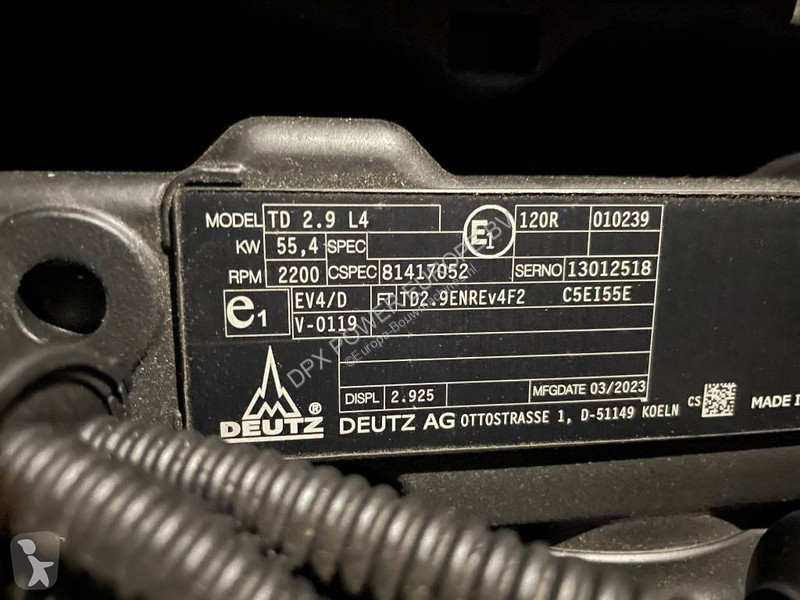 MODEL TD 2.9 L4 E1 120R 010239
KW 55,4 SPEC
RPM 2200 CSPEC 81417052 SERNO 13012518
e1 EV4/D TD2.9ENREv4F2 C5EI55E
V-0119
DISPL 2.925 MFGDATE 03/2023
DEUTZ ® DEUTZ AG OTTOSTRASSE 1, D-51149 KOELN CS MADE I
DPX POWER EUROPE BV